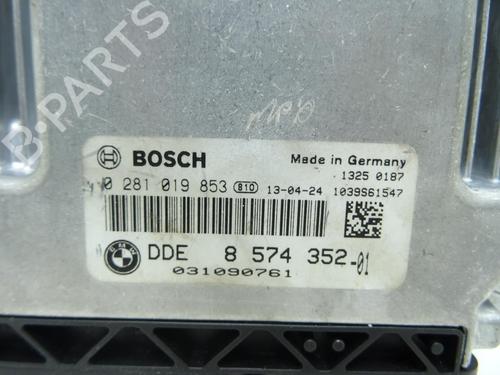 BOSCH
Made in Germany
1325 0187
0 281 019 853 810 13-04-24 1039S61547
DDE 8 574 352-01
031090761